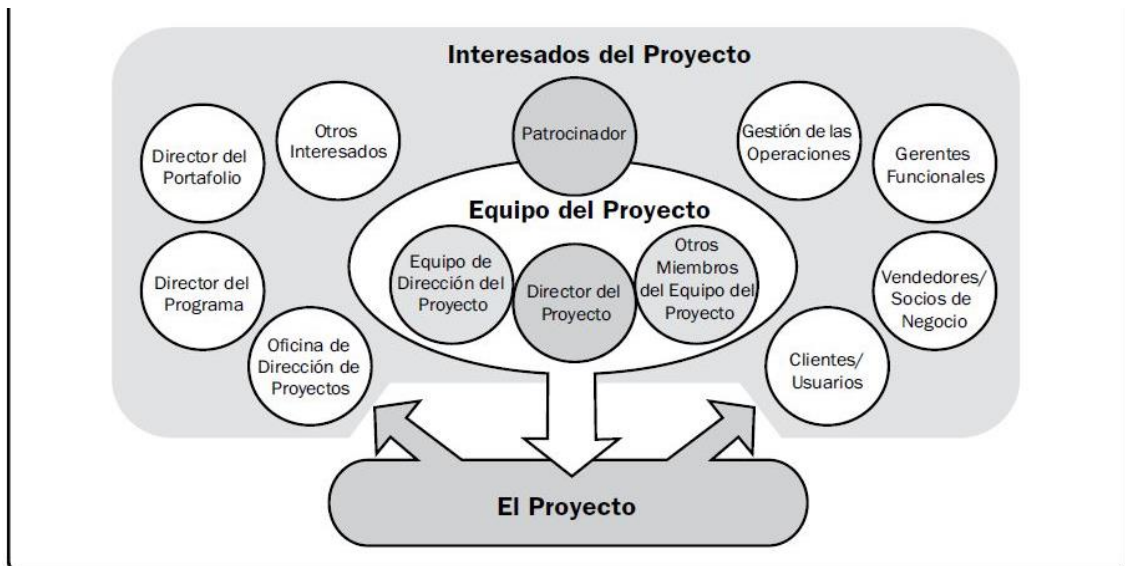 Interesados del Proyecto
Director del
Portafolio
Otros
Interesados
Patrocinador
Gestión de las
Operaciones
Gerentes
Funcionales
Equipo del Proyecto
Director del
Programa
Equipo de
Dirección del
Proyecto
Director del
Proyecto
Otros
Miembros
del Equipo del
Proyecto
Vendedores/
Socios de
Negocio
Oficina de
Dirección de
Proyectos
Clientes/
Usuarios
El Proyecto